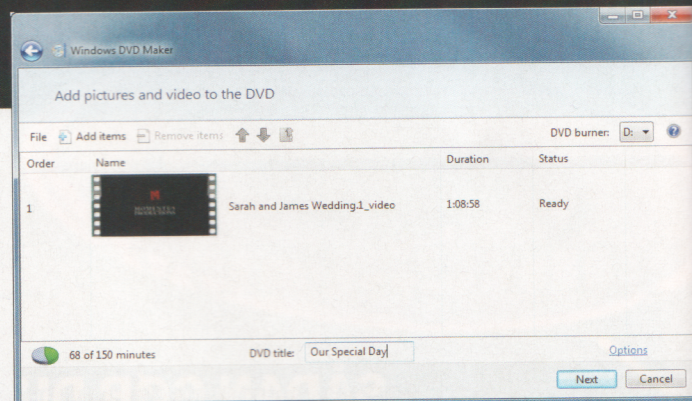 Windows DVD Maker
Add pictures and video to the DVD
File Add items Remove items DVD burner: D:
Order Name Duration Status
1 Sarah and James Wedding.1_video 1:08:58 Ready
68 of 150 minutes DVD title: Our Special Day Options
Next Cancel